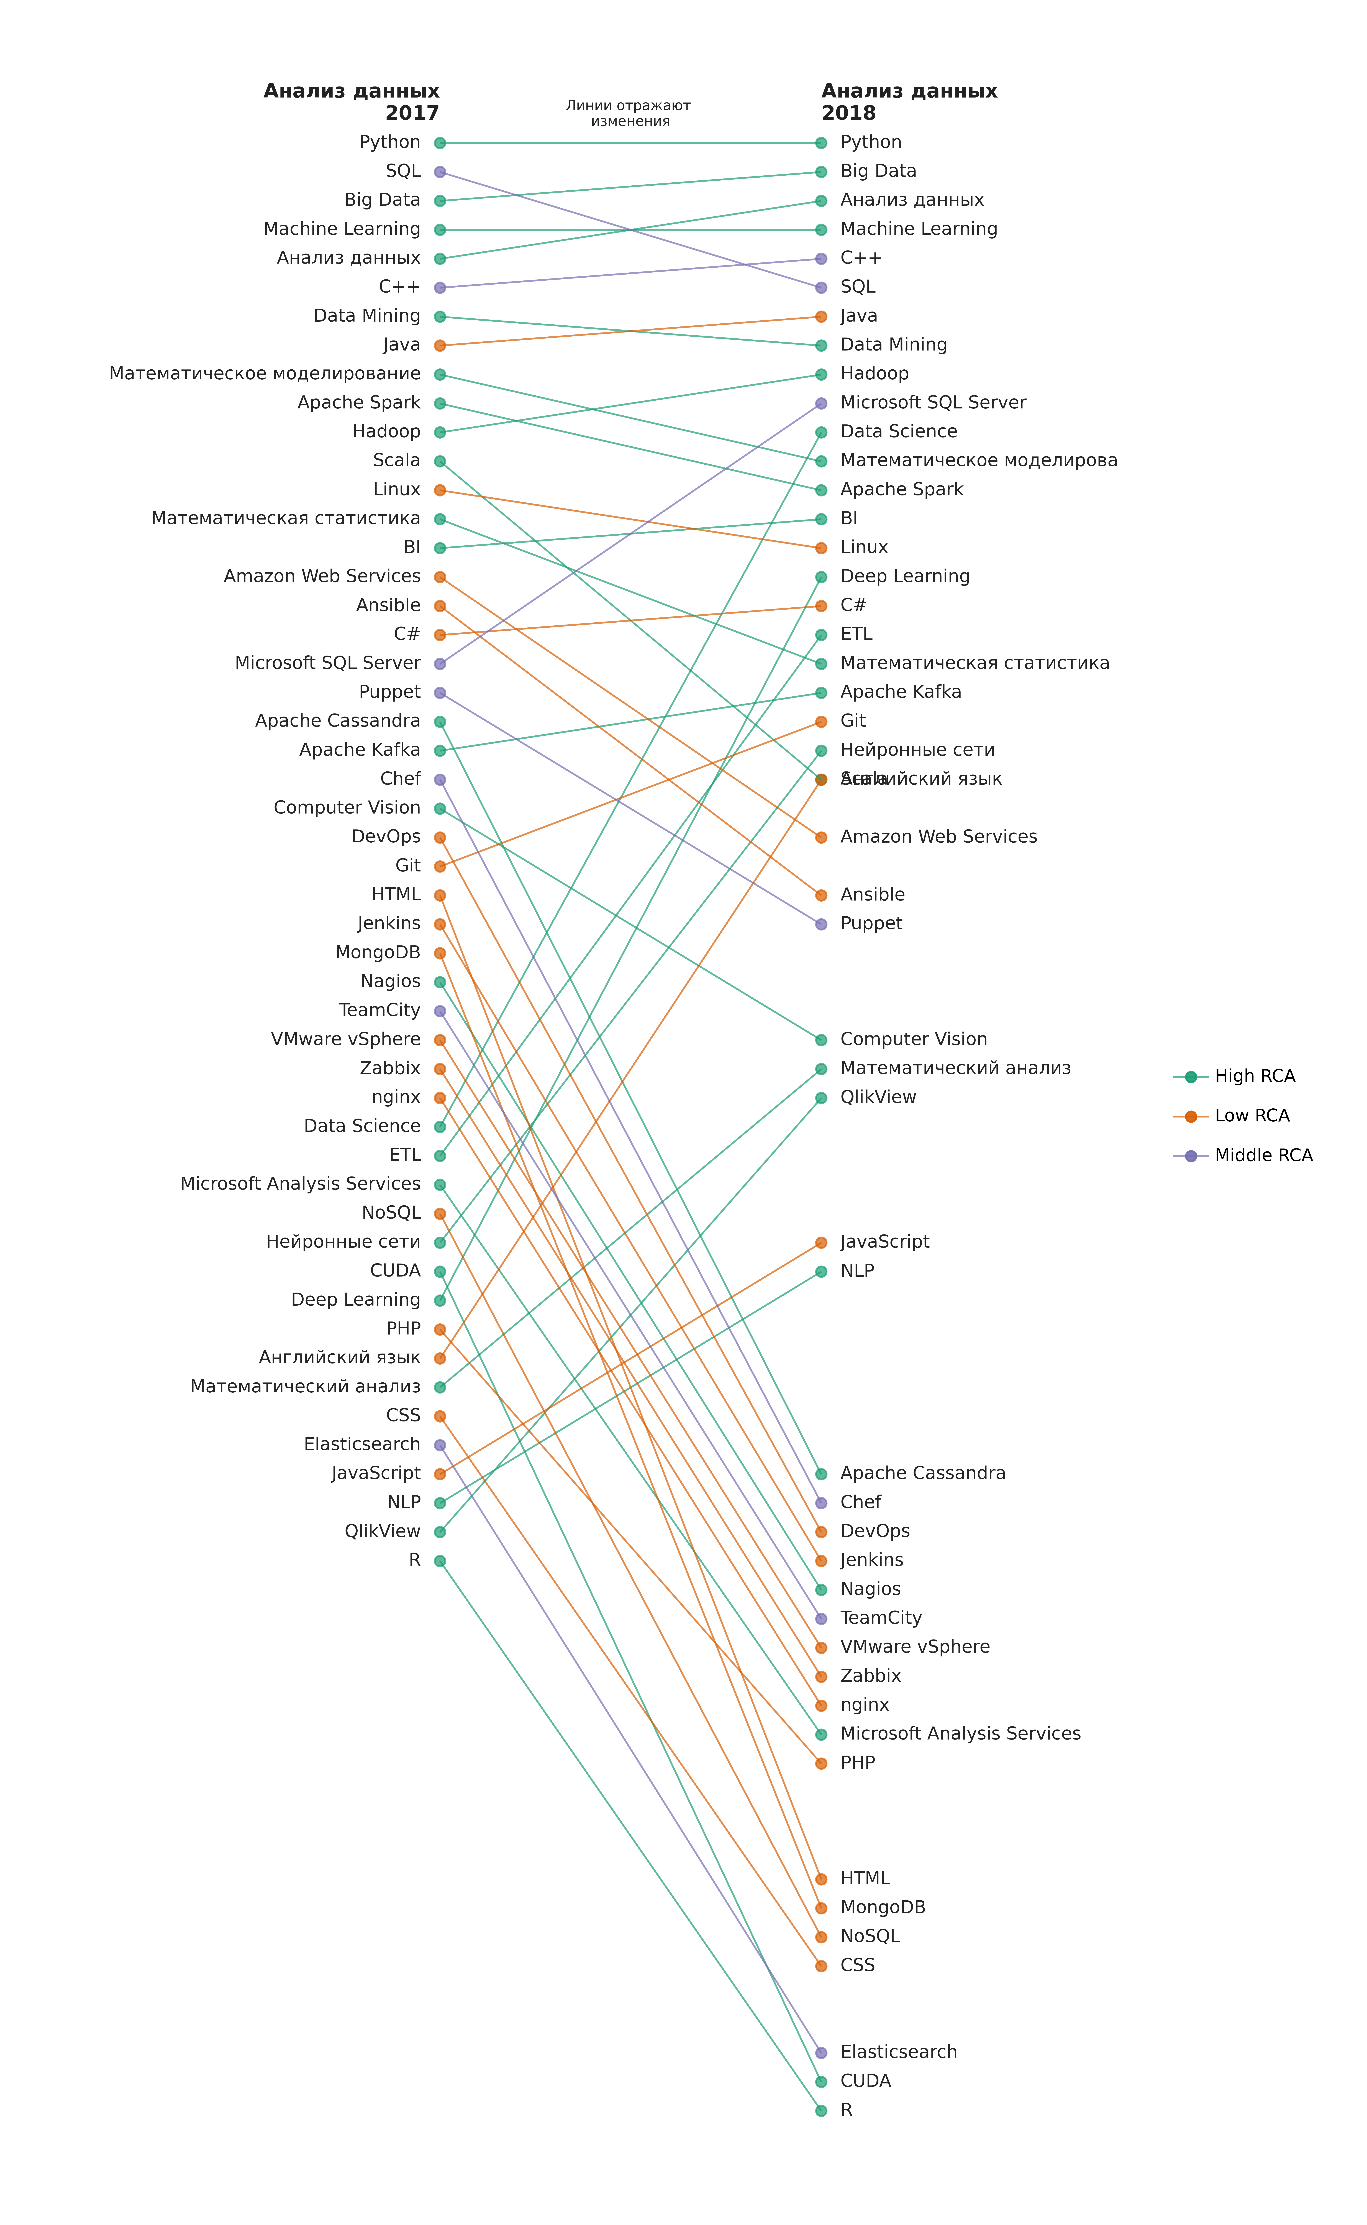 Анализ данных
2017
Линии отражают
изменения
Анализ данных
2018
Python
SQL
Big Data
Machine Learning
Анализ данных
C++
Data Mining
Java
Математическое моделирование
Apache Spark
Hadoop
Scala
Linux
Математическая статистика
BI
Amazon Web Services
Ansible
C#
Microsoft SQL Server
Puppet
Apache Cassandra
Apache Kafka
Chef
Computer Vision
DevOps
Git
HTML
Jenkins
MongoDB
Nagios
TeamCity
VMware vSphere
Zabbix
nginx
Data Science
ETL
Microsoft Analysis Services
NoSQL
Нейронные сети
CUDA
Deep Learning
PHP
Английский язык
Математический анализ
CSS
Elasticsearch
JavaScript
NLP
QlikView
R
Python
Big Data
Анализ данных
Machine Learning
C++
SQL
Java
Data Mining
Hadoop
Microsoft SQL Server
Data Science
Математическое моделирова
Apache Spark
BI
Linux
Deep Learning
C#
ETL
Математическая статистика
Apache Kafka
Git
Нейронные сети
Scala
Английский язык
Amazon Web Services
Ansible
Puppet
Computer Vision
Математический анализ
QlikView
JavaScript
NLP
Apache Cassandra
Chef
DevOps
Jenkins
Nagios
TeamCity
VMware vSphere
Zabbix
nginx
Microsoft Analysis Services
PHP
HTML
MongoDB
NoSQL
CSS
Elasticsearch
CUDA
R
High RCA
Low RCA
Middle RCA